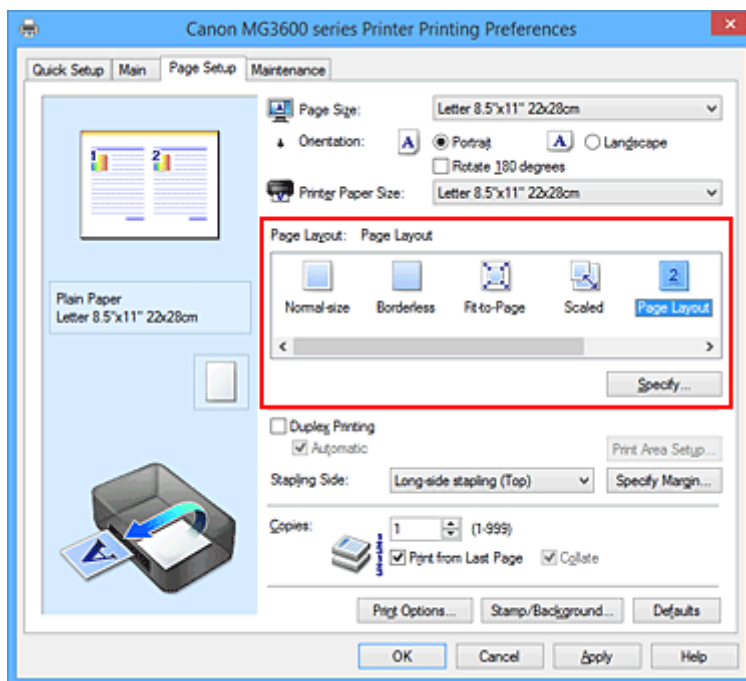 Canon MG3600 series Printer Printing Preferences
Quick Setup Main Page Setup Maintenance
1 2
Plain Paper
Letter 8.5"x11" 22x28cm
Page Size: Letter 8.5"x11" 22x28cm
Orientation: A Portrait A Landscape
Rotate 180 degrees
Printer Paper Size: Letter 8.5"x11" 22x28cm
Page Layout: Page Layout
2
Normal-size Borderless Fit-to-Page Scaled Page Layout
Specify...
Duplex Printing
Automatic Print Area Setup...
Stapling Side: Long-side stapling (Top) Specify Margin...
Copies: 1 (1-999)
Print from Last Page Collate
A
Print Options... Stamp/Background... Defaults
OK Cancel Apply Help